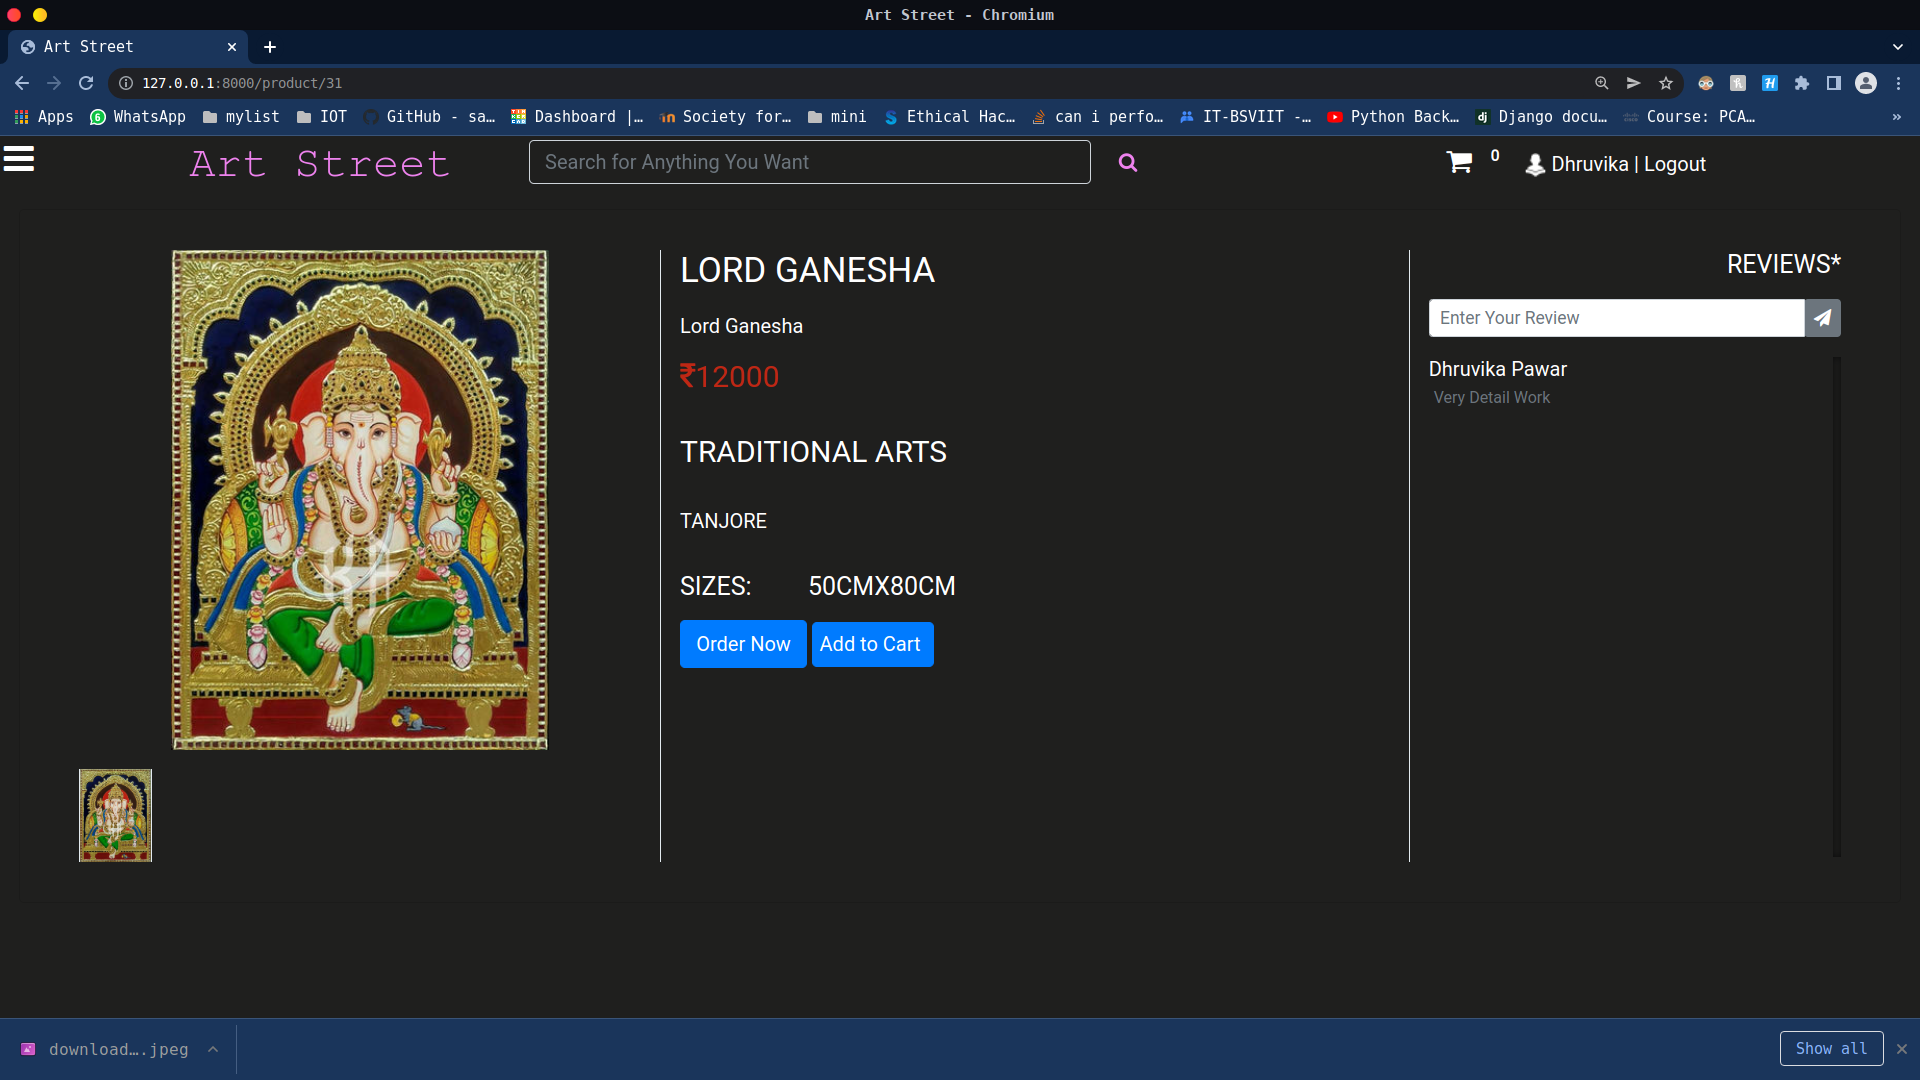 Art Street - Chromium
Art Street
127.0.0.1:8000/product/31
Apps WhatsApp mylist IOT GitHub - sa… Dashboard |… Society for… mini Ethical Hac… can i perfo… IT-BSVIIT -… Python Back… Django docu… Course: PCA… »
Art Street
Search for Anything You Want
0
Dhruvika | Logout
LORD GANESHA
Lord Ganesha
₹12000
TRADITIONAL ARTS
TANJORE
SIZES: 50CMX80CM
Order Now
Add to Cart
REVIEWS*
Enter Your Review
Dhruvika Pawar
Very Detail Work
श्री
download….jpeg
Show all